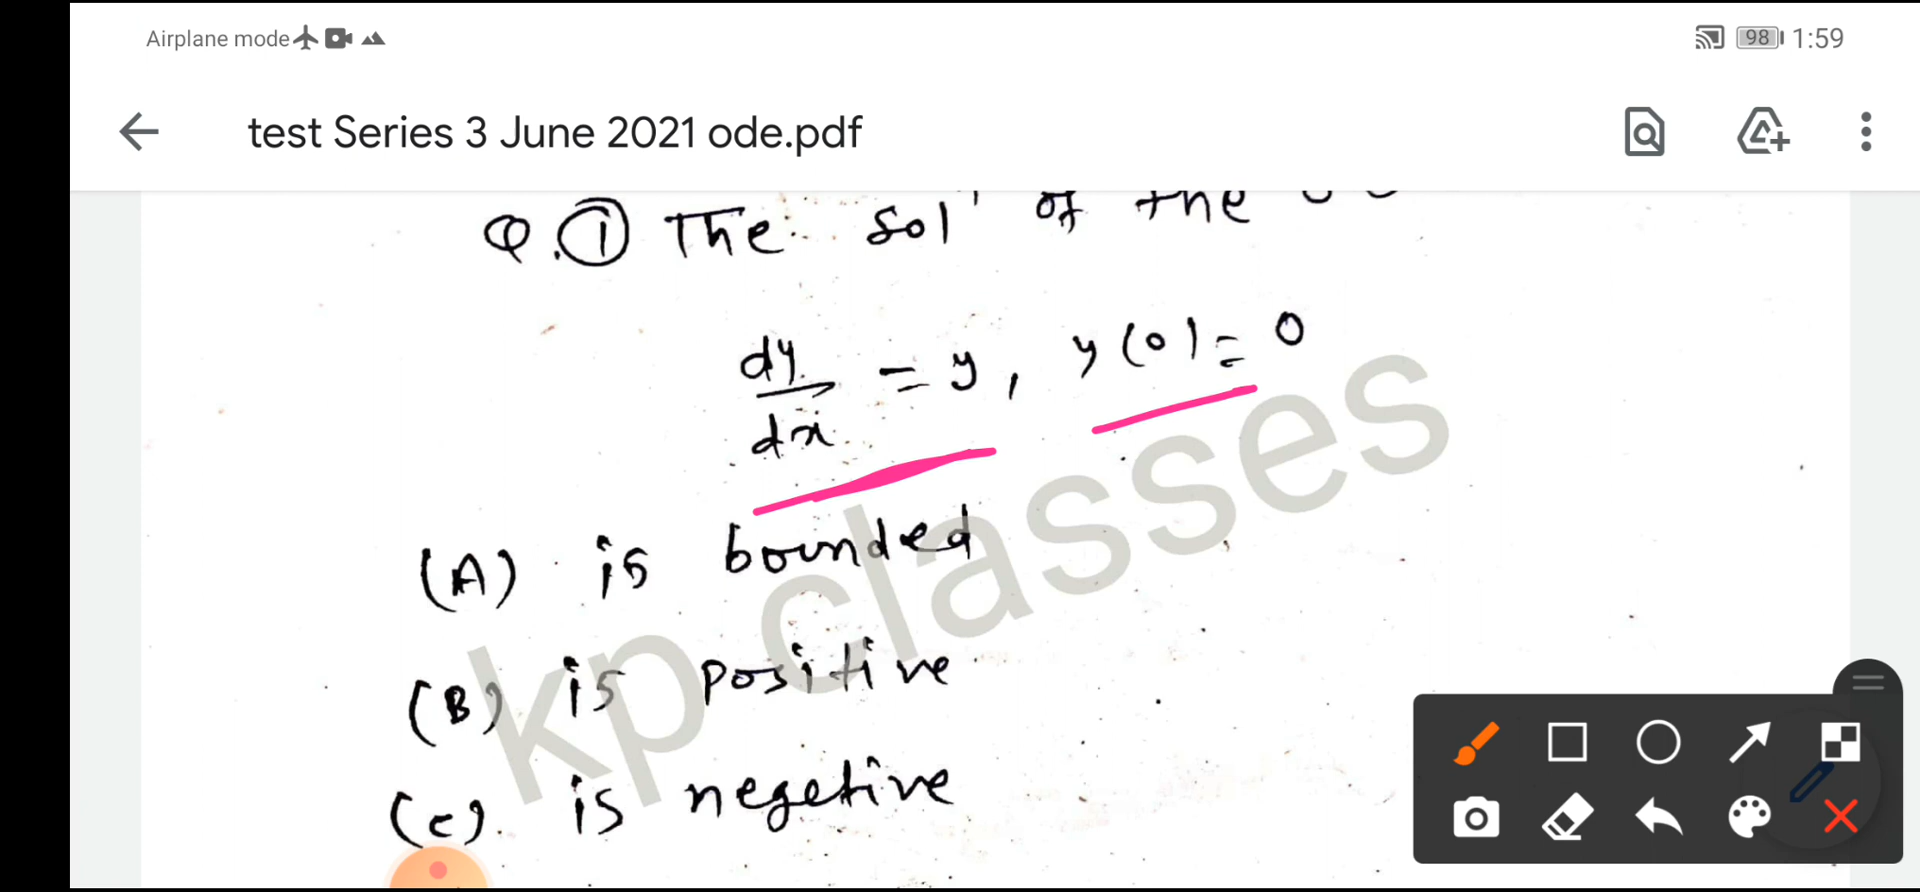 Airplane mode 98 1:59
test Series 3 June 2021 ode.pdf
Q.① The sol' of the
dy/dx = y, y(0) = 0
(A) is bounded
(B) is positive
(c). is negetive
kp classes